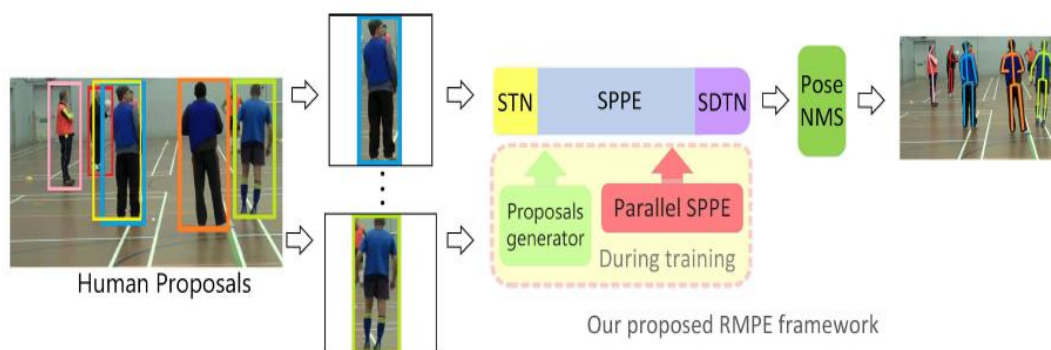 Human Proposals
STN
SPPE
SDTN
Pose
NMS
Proposals
generator
Parallel SPPE
During training
Our proposed RMPE framework